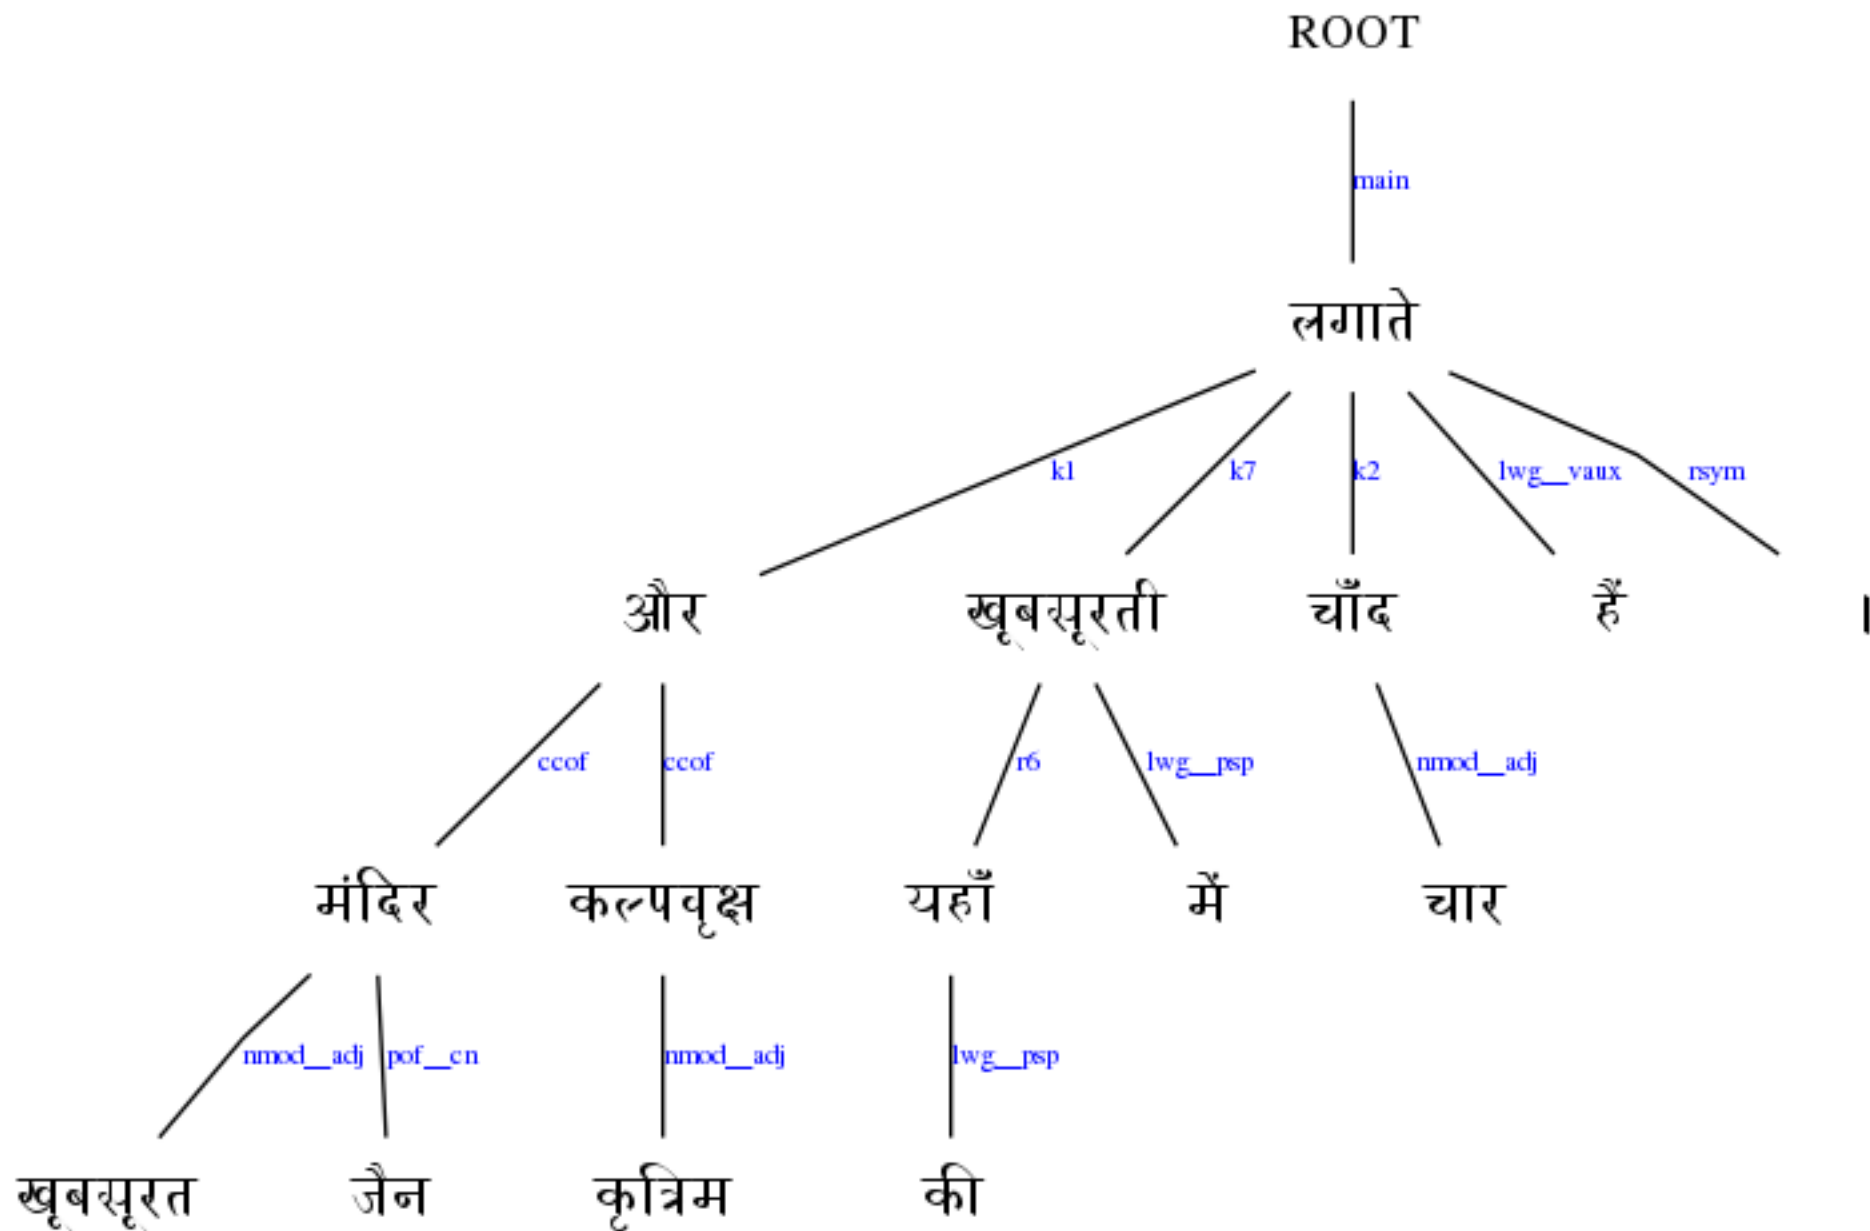 ROOT
main
लगाते
k1 k7 k2 lwg__vaux rsym
और खूबसूरती चाँद हैं ।
ccof ccof r6 lwg__psp nmod__adj
मंदिर कल्पवृक्ष यहाँ में चार
nmod__adj pof__cn nmod__adj lwg__psp
खूबसूरत जैन कृत्रिम की